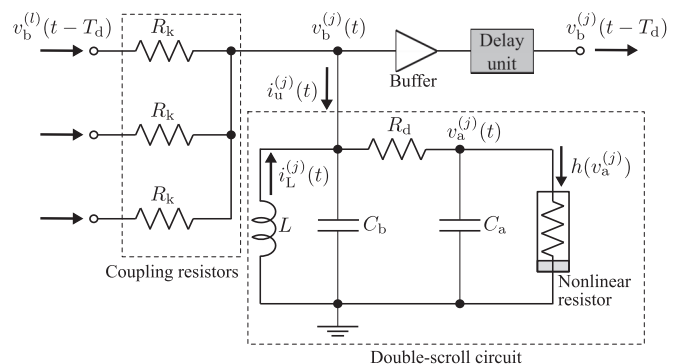 v_b^(l)(t − T_d)
R_k
v_b^(j)(t)
Delay unit
v_b^(j)(t − T_d)
Buffer
i_u^(j)(t)
R_k
R_d
v_a^(j)(t)
i_L^(j)(t)
h(v_a^(j))
R_k
L
C_b
C_a
Coupling resistors
Nonlinear resistor
Double-scroll circuit